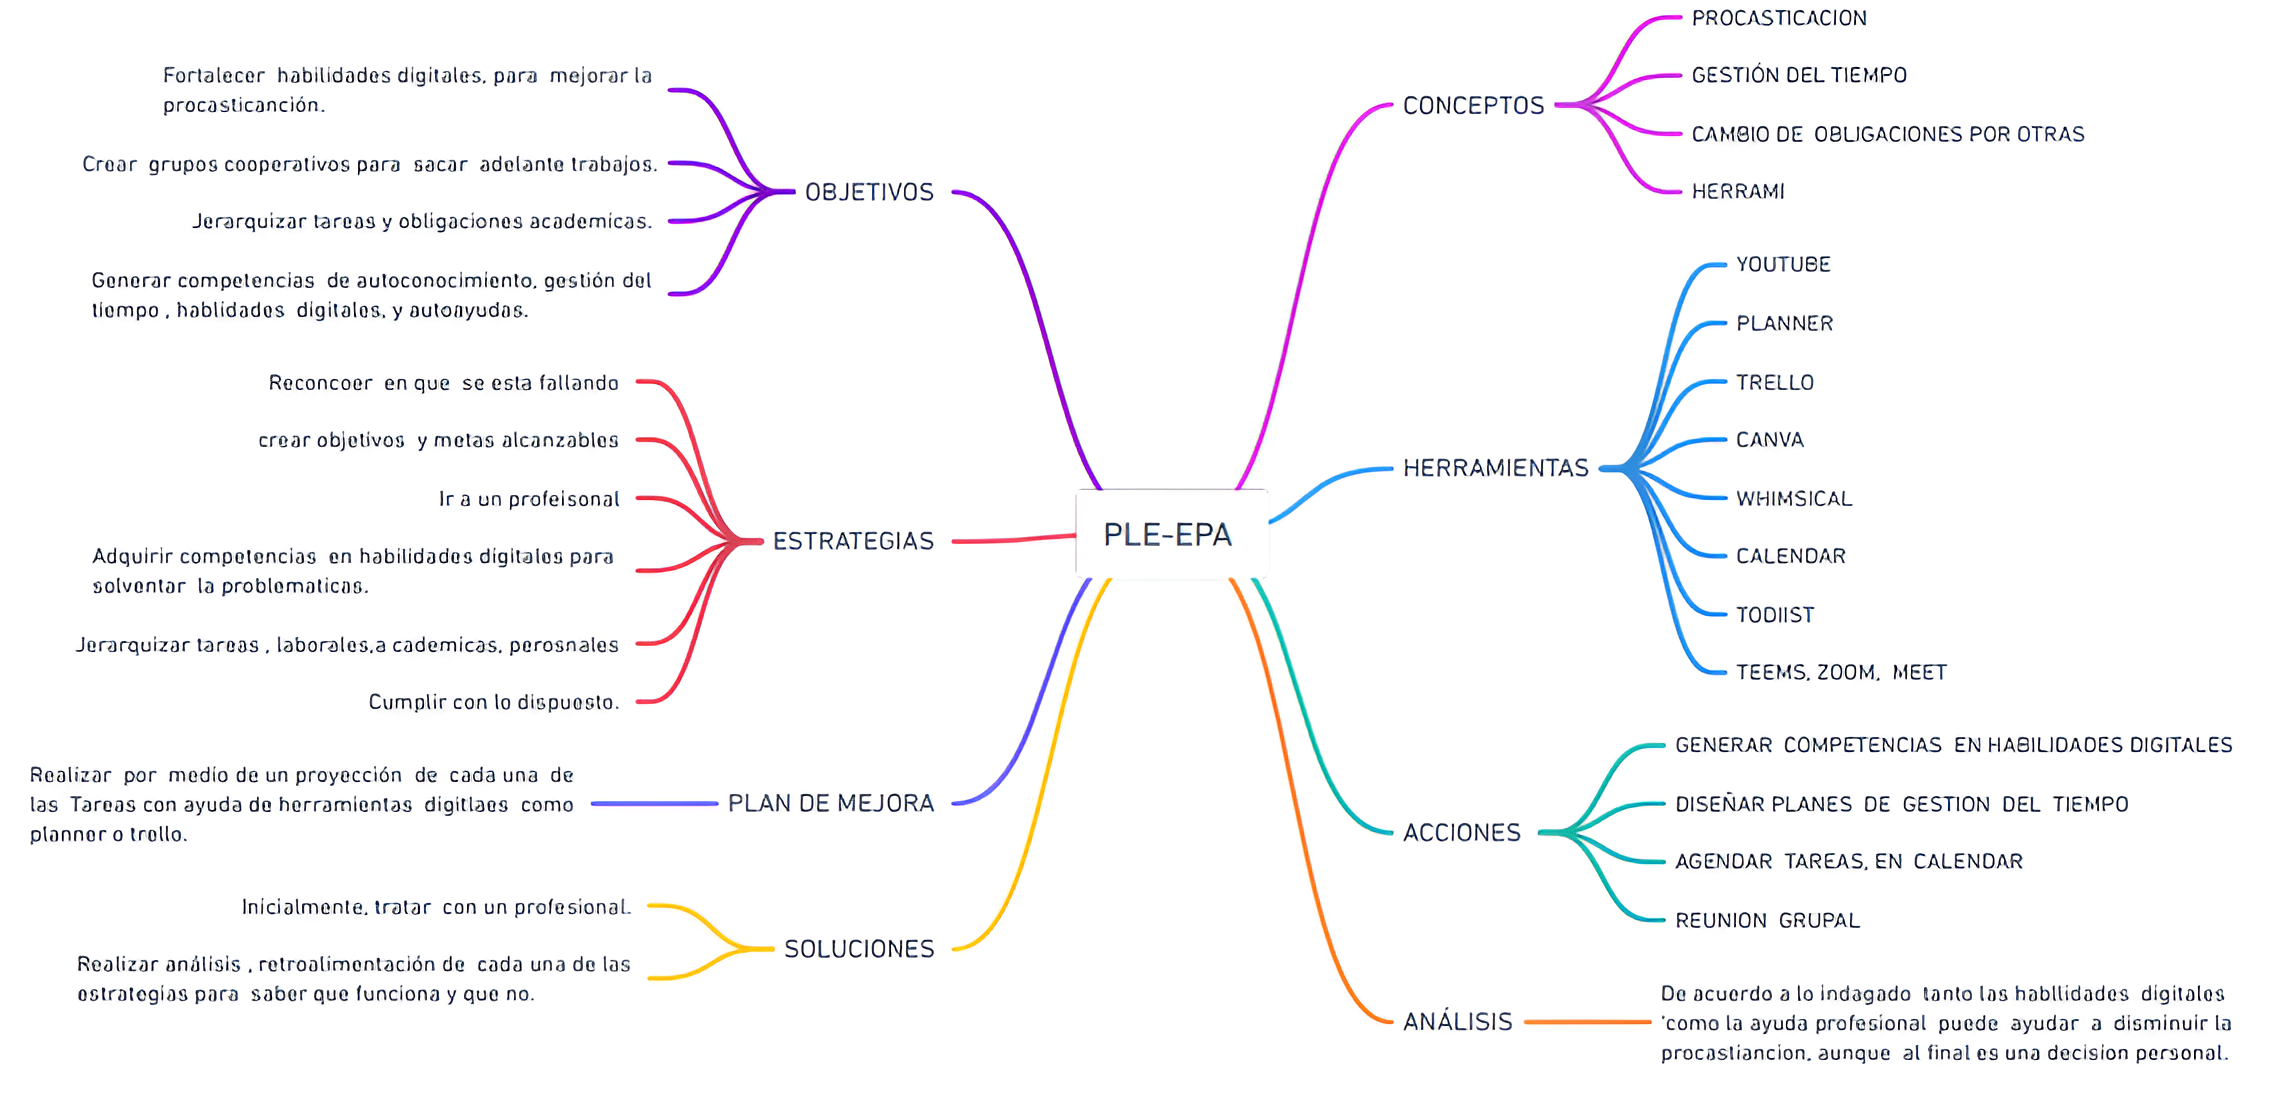 PLE-EPA
OBJETIVOS
Fortalecer habilidades digitales, para mejorar la
procasticanción.
Crear grupos cooperativos para sacar adelante trabajos.
Jerarquizar tareas y obligaciones academicas.
Generar competencias de autoconocimiento, gestión del
tiempo , hablidades digitales, y autoayudas.
ESTRATEGIAS
Reconcoer en que se esta fallando
crear objetivos y metas alcanzables
Ir a un profeisonal
Adquirir competencias en habilidades digitales para
solventar la problematicas.
Jerarquizar tareas , laborales,a cademicas, perosnales
Cumplir con lo dispuesto.
PLAN DE MEJORA
Realizar por medio de un proyección de cada una de
las Tareas con ayuda de herramientas digitlaes como
planner o trello.
SOLUCIONES
Inicialmente, tratar con un profesional.
Realizar análisis , retroalimentación de cada una de las
estrategias para saber que funciona y que no.
CONCEPTOS
PROCASTICACION
GESTIÓN DEL TIEMPO
CAMBIO DE OBLIGACIONES POR OTRAS
HERRAMI
HERRAMIENTAS
YOUTUBE
PLANNER
TRELLO
CANVA
WHIMSICAL
CALENDAR
TODIIST
TEEMS, ZOOM, MEET
ACCIONES
GENERAR COMPETENCIAS EN HABILIDADES DIGITALES
DISEÑAR PLANES DE GESTION DEL TIEMPO
AGENDAR TAREAS, EN CALENDAR
REUNION GRUPAL
ANÁLISIS
De acuerdo a lo indagado tanto las habilidades digitales
'como la ayuda profesional puede ayudar a disminuir la
procastiancion, aunque al final es una decision personal.